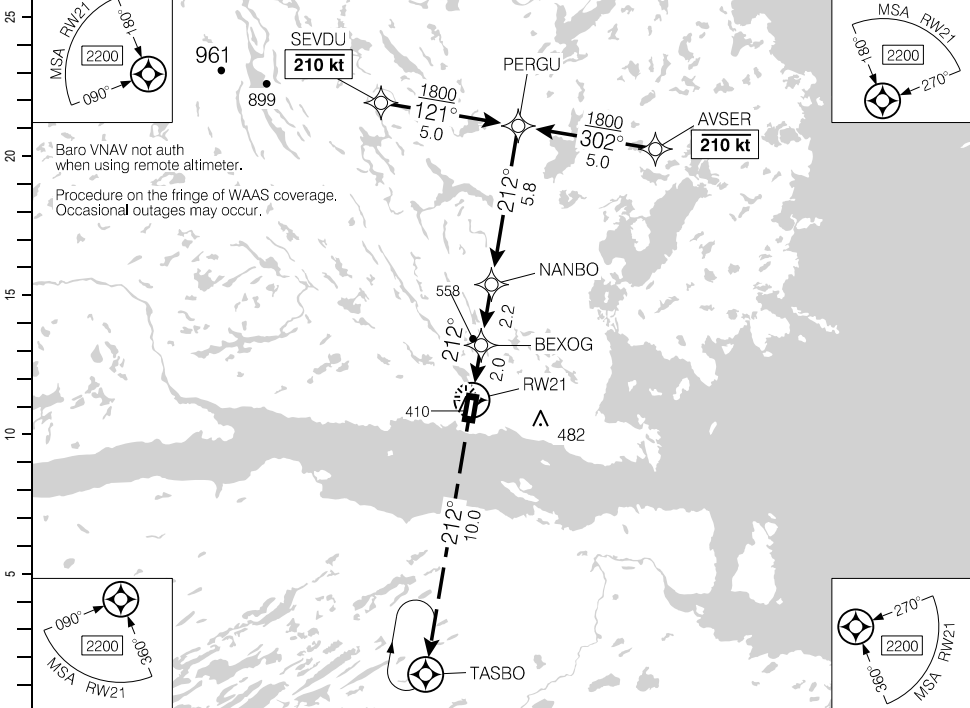 25
20
15
10
5
MSA RW21
180°
2200
090°
MSA RW21
180°
2200
270°
961
899
SEVDU
210 kt
1800
121°
5.0
PERGU
1800
302°
5.0
AVSER
210 kt
Baro VNAV not auth
when using remote altimeter.
Procedure on the fringe of WAAS coverage.
Occasional outages may occur.
212°
5.8
NANBO
558
2.2
212°
BEXOG
2.0
RW21
410
482
212°
10.0
TASBO
090°
2200
360°
MSA RW21
270°
2200
360°
MSA RW21